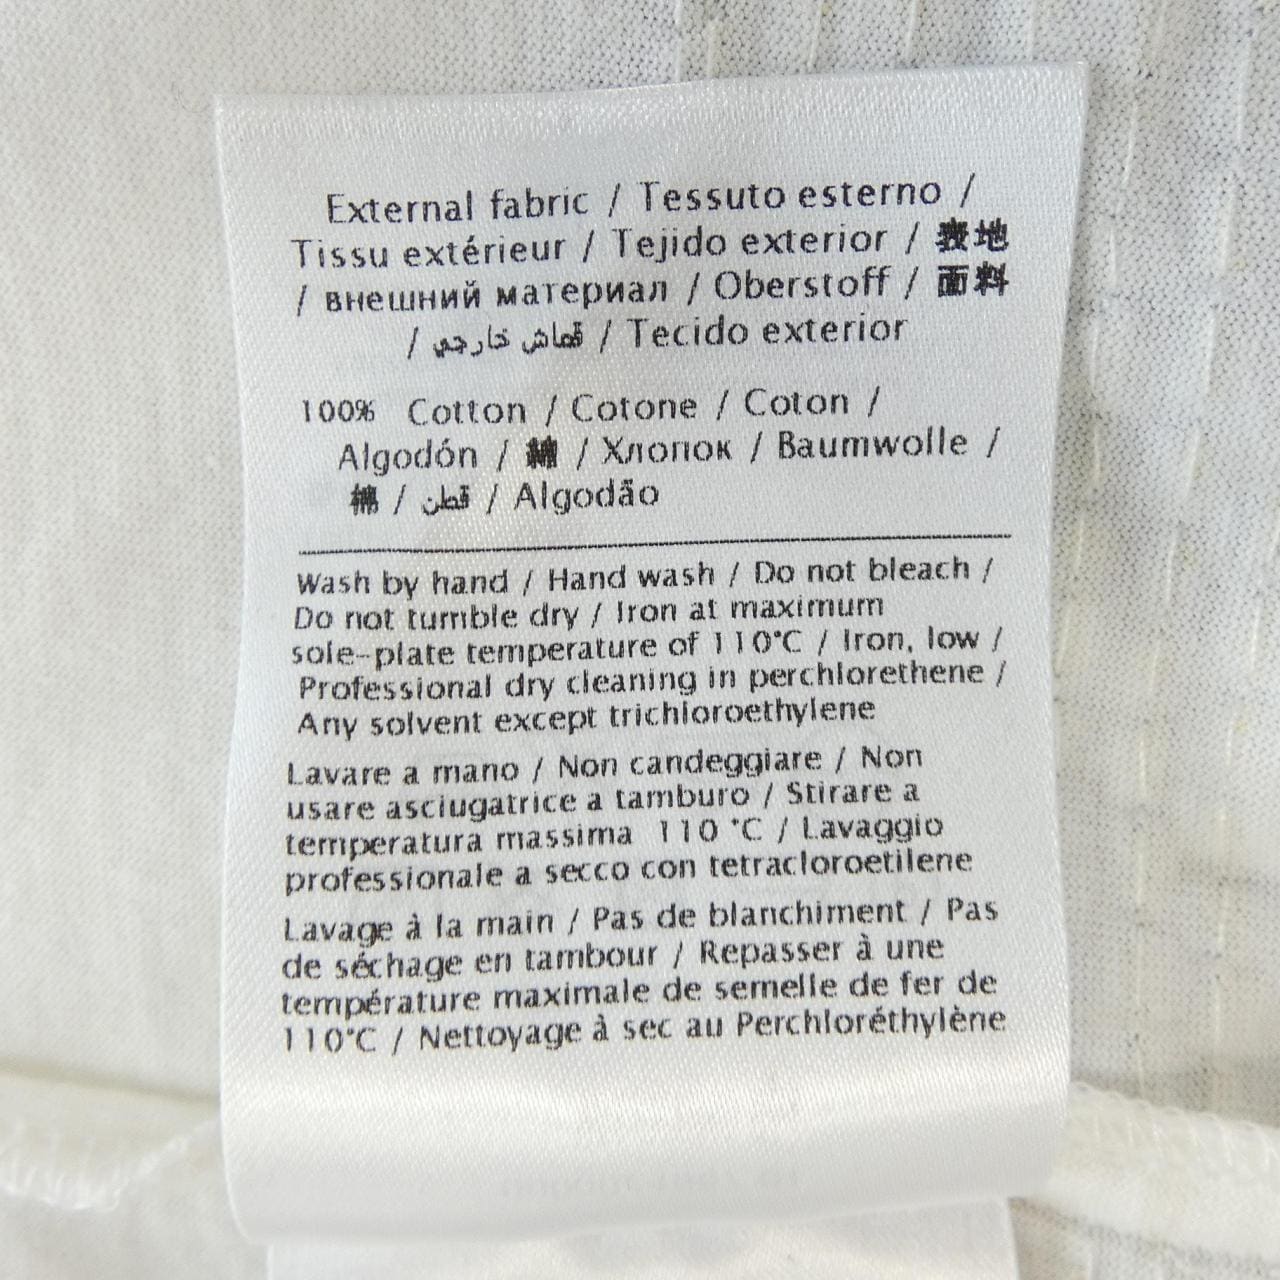 External fabric / Tessuto esterno /
Tissu extérieur / Tejido exterior / 表地
/ внешний материал / Oberstoff / 面料
/ قماش خارجي / Tecido exterior
100% Cotton / Cotone / Coton /
Algodón / 綿 / Хлопок / Baumwolle /
棉 / قطن / Algodão
Wash by hand / Hand wash / Do not bleach /
Do not tumble dry / Iron at maximum
sole-plate temperature of 110°C / Iron, low /
Professional dry cleaning in perchlorethene /
Any solvent except trichloroethylene
Lavare a mano / Non candeggiare / Non
usare asciugatrice a tamburo / Stirare a
temperatura massima 110 °C / Lavaggio
professionale a secco con tetracloroetilene
Lavage à la main / Pas de blanchiment / Pas
de séchage en tambour / Repasser à une
température maximale de semelle de fer de
110°C / Nettoyage à sec au Perchloréthylène